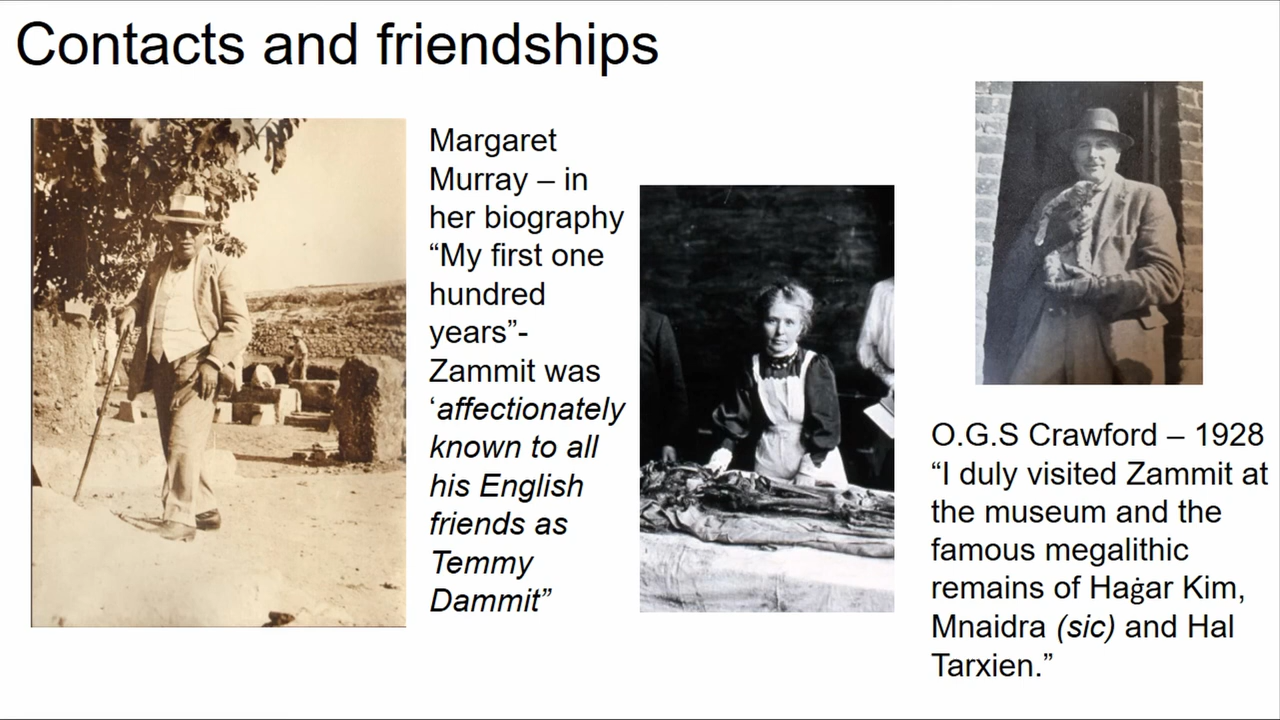 Contacts and friendships
Margaret
Murray – in
her biography
“My first one
hundred
years”-
Zammit was
‘affectionately
known to all
his English
friends as
Temmy
Dammit”
O.G.S Crawford – 1928
“I duly visited Zammit at
the museum and the
famous megalithic
remains of Haġar Kim,
Mnaidra (sic) and Hal
Tarxien.”